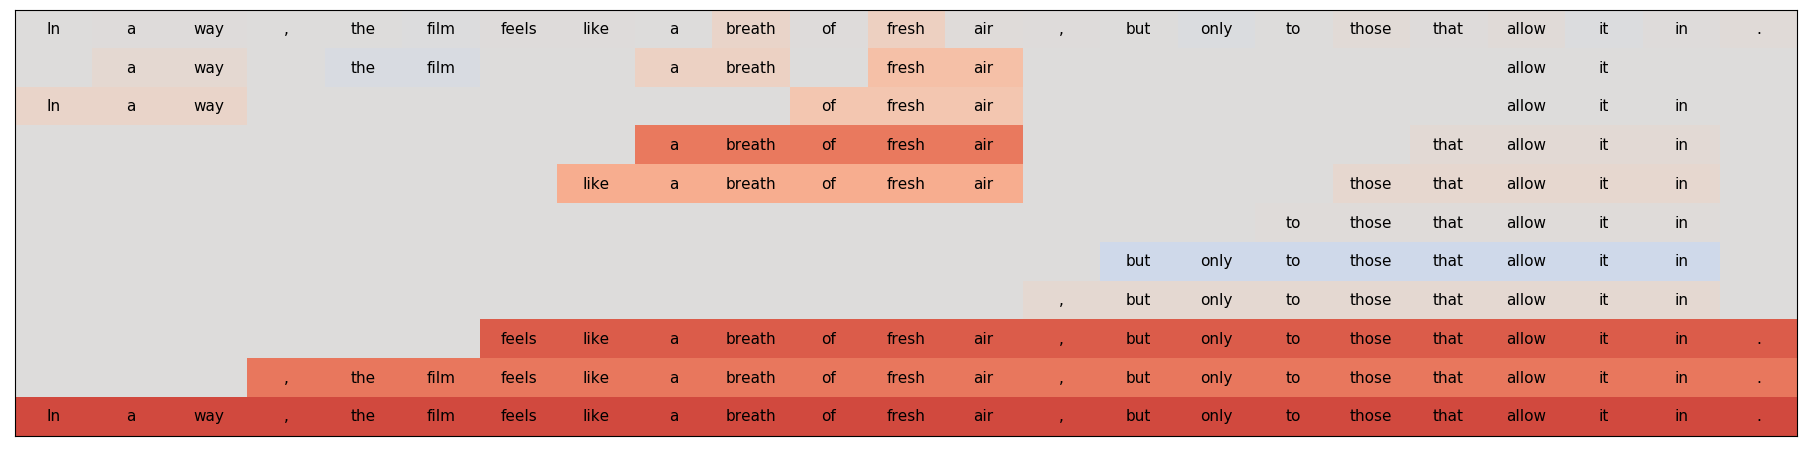 In a way , the film feels like a breath of fresh air , but only to those that allow it in .
a way the film a breath fresh air allow it
In a way of fresh air allow it in
a breath of fresh air that allow it in
like a breath of fresh air those that allow it in
to those that allow it in
but only to those that allow it in
, but only to those that allow it in
feels like a breath of fresh air , but only to those that allow it in .
, the film feels like a breath of fresh air , but only to those that allow it in .
In a way , the film feels like a breath of fresh air , but only to those that allow it in .